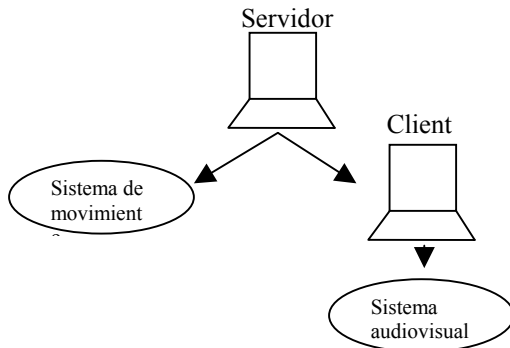 Servidor
Client
Sistema de
movimient
Sistema
audiovisual